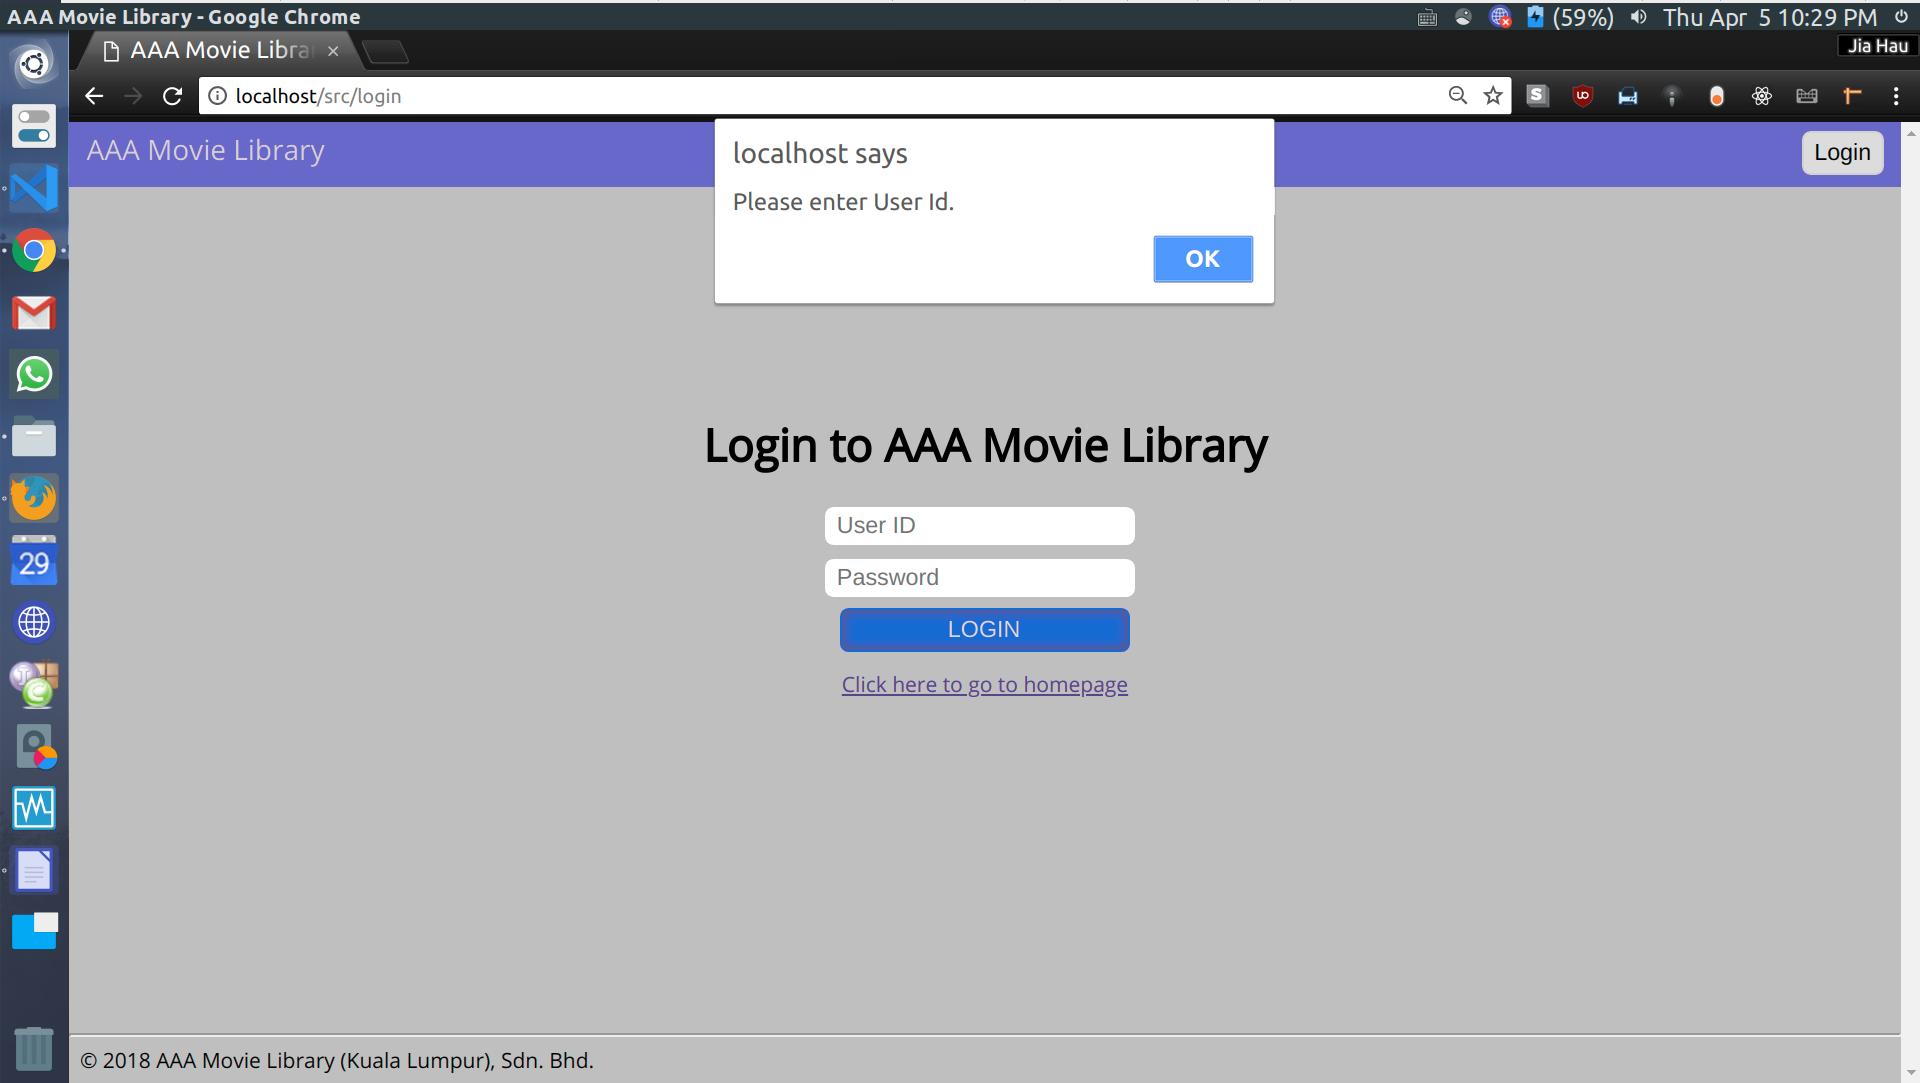 AAA Movie Library - Google Chrome
(59%) Thu Apr 5 10:29 PM
AAA Movie Libra
Jia Hau
localhost/src/login
S
uo
AAA Movie Library
Login
localhost says
Please enter User Id.
OK
Login to AAA Movie Library
User ID
Password
LOGIN
Click here to go to homepage
29
© 2018 AAA Movie Library (Kuala Lumpur), Sdn. Bhd.